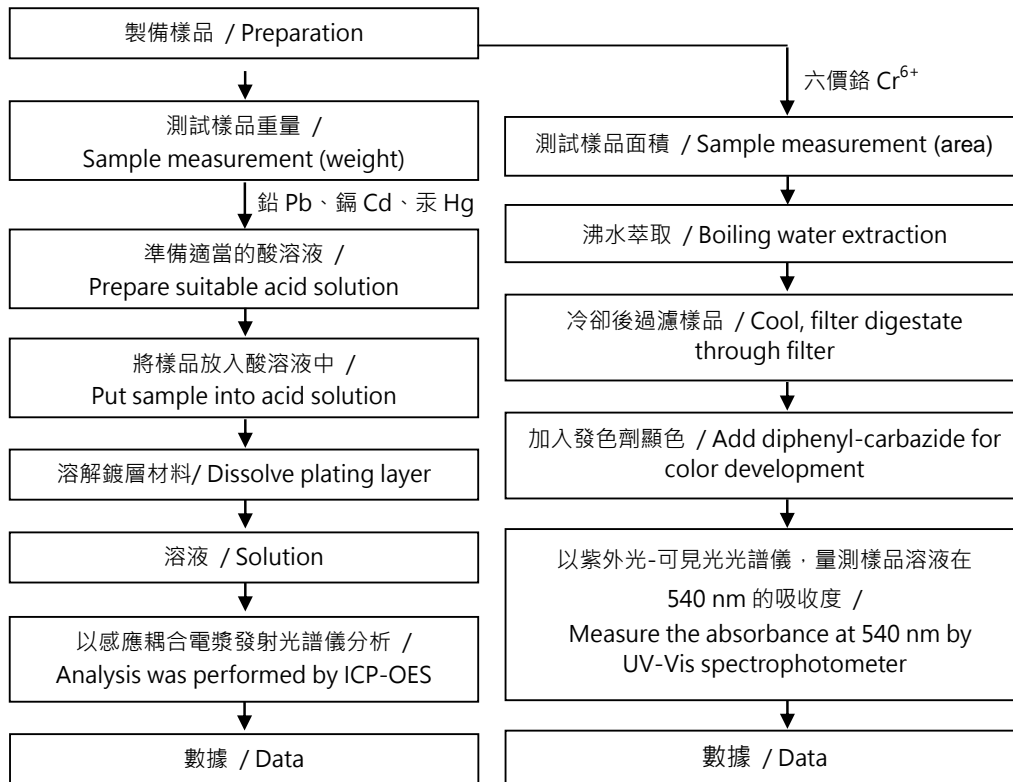 製備樣品 / Preparation
六價鉻 Cr⁶⁺
測試樣品重量 /
Sample measurement (weight)
鉛 Pb、鎘 Cd、汞 Hg
準備適當的酸溶液 /
Prepare suitable acid solution
將樣品放入酸溶液中 /
Put sample into acid solution
溶解鍍層材料/ Dissolve plating layer
溶液 / Solution
以感應耦合電漿發射光譜儀分析 /
Analysis was performed by ICP-OES
數據 / Data
測試樣品面積 / Sample measurement (area)
沸水萃取 / Boiling water extraction
冷卻後過濾樣品 / Cool, filter digestate
through filter
加入發色劑顯色 / Add diphenyl-carbazide for
color development
以紫外光-可見光光譜儀，量測樣品溶液在
540 nm 的吸收度 /
Measure the absorbance at 540 nm by
UV-Vis spectrophotometer
數據 / Data